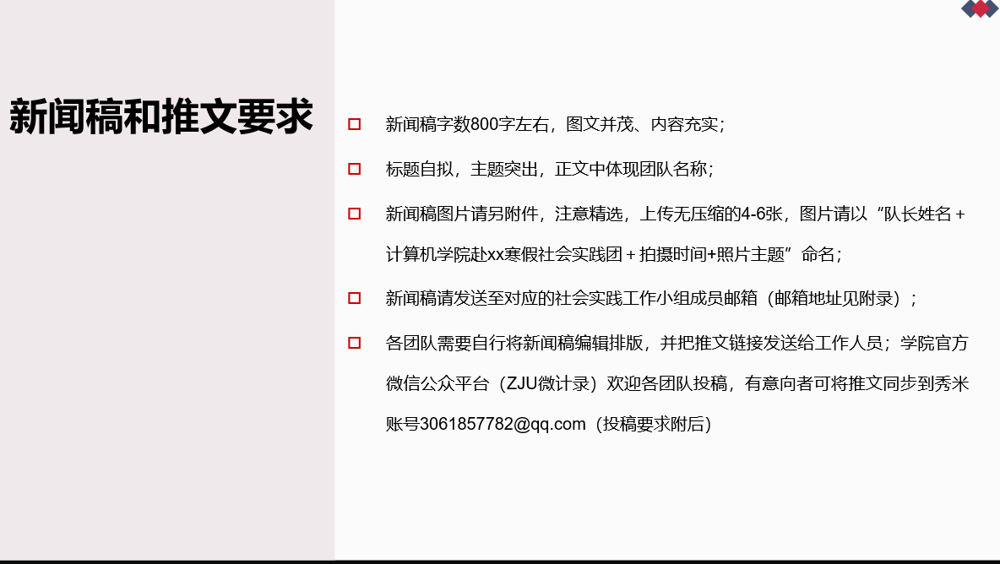 新闻稿和推文要求
新闻稿字数800字左右，图文并茂、内容充实；
标题自拟，主题突出，正文中体现团队名称；
新闻稿图片请另附件，注意精选，上传无压缩的4-6张，图片请以“队长姓名＋
计算机学院赴xx寒假社会实践团＋拍摄时间+照片主题”命名；
新闻稿请发送至对应的社会实践工作小组成员邮箱（邮箱地址见附录）；
各团队需要自行将新闻稿编辑排版，并把推文链接发送给工作人员；学院官方
微信公众平台（ZJU微计录）欢迎各团队投稿，有意向者可将推文同步到秀米
账号3061857782@qq.com（投稿要求附后）